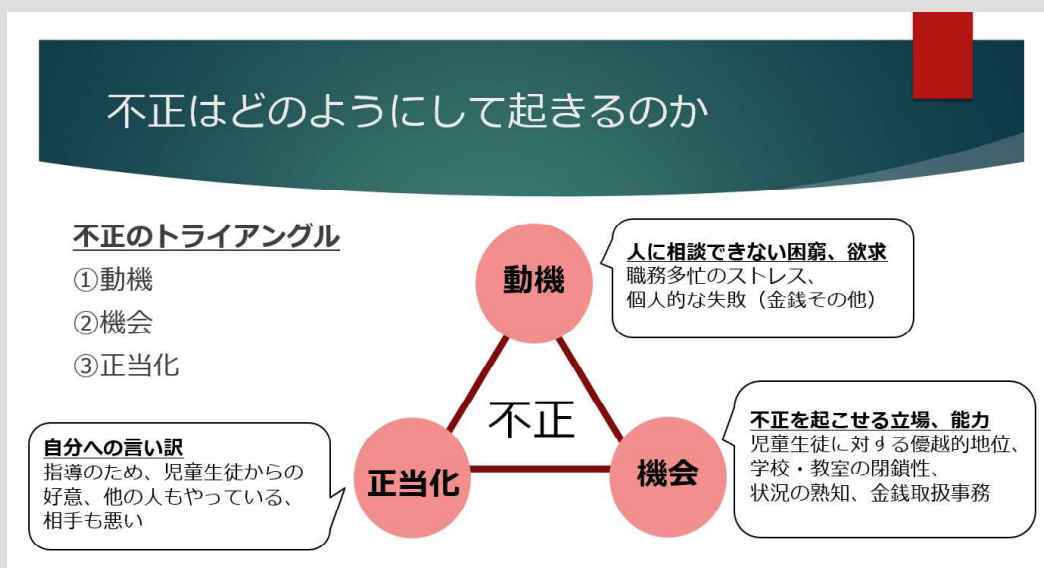 不正はどのようにして起きるのか
不正のトライアングル
①動機
②機会
③正当化
動機
人に相談できない困窮、欲求
職務多忙のストレス、
個人的な失敗（金銭その他）
不正
正当化
自分への言い訳
指導のため、児童生徒からの
好意、他の人もやっている、
相手も悪い
機会
不正を起こせる立場、能力
児童生徒に対する優越的地位、
学校・教室の閉鎖性、
状況の熟知、金銭取扱事務